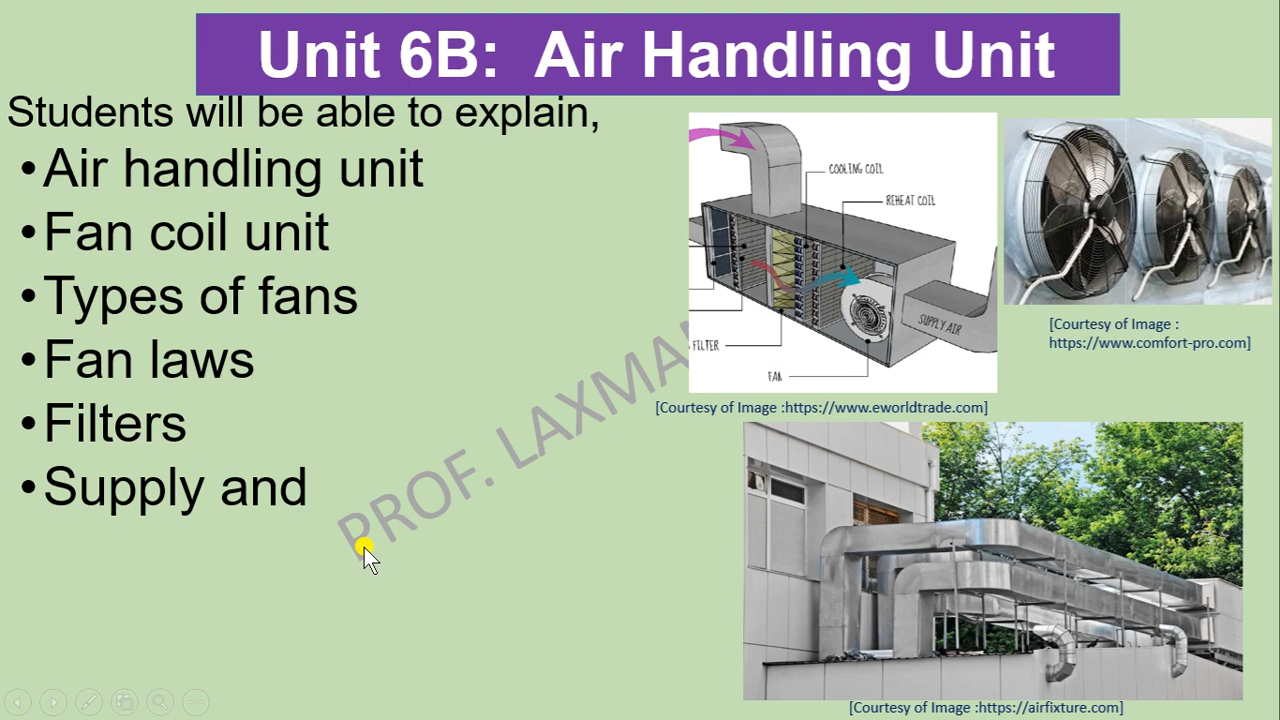 Unit 6B: Air Handling Unit
Students will be able to explain,
•Air handling unit
•Fan coil unit
•Types of fans
•Fan laws
•Filters
•Supply and
COOLING COIL
REHEAT COIL
SUPPLY AIR
FILTER
FAN
[Courtesy of Image :https://www.eworldtrade.com]
[Courtesy of Image :
https://www.comfort-pro.com]
PROF. LAXMAN
[Courtesy of Image :https://airfixture.com]